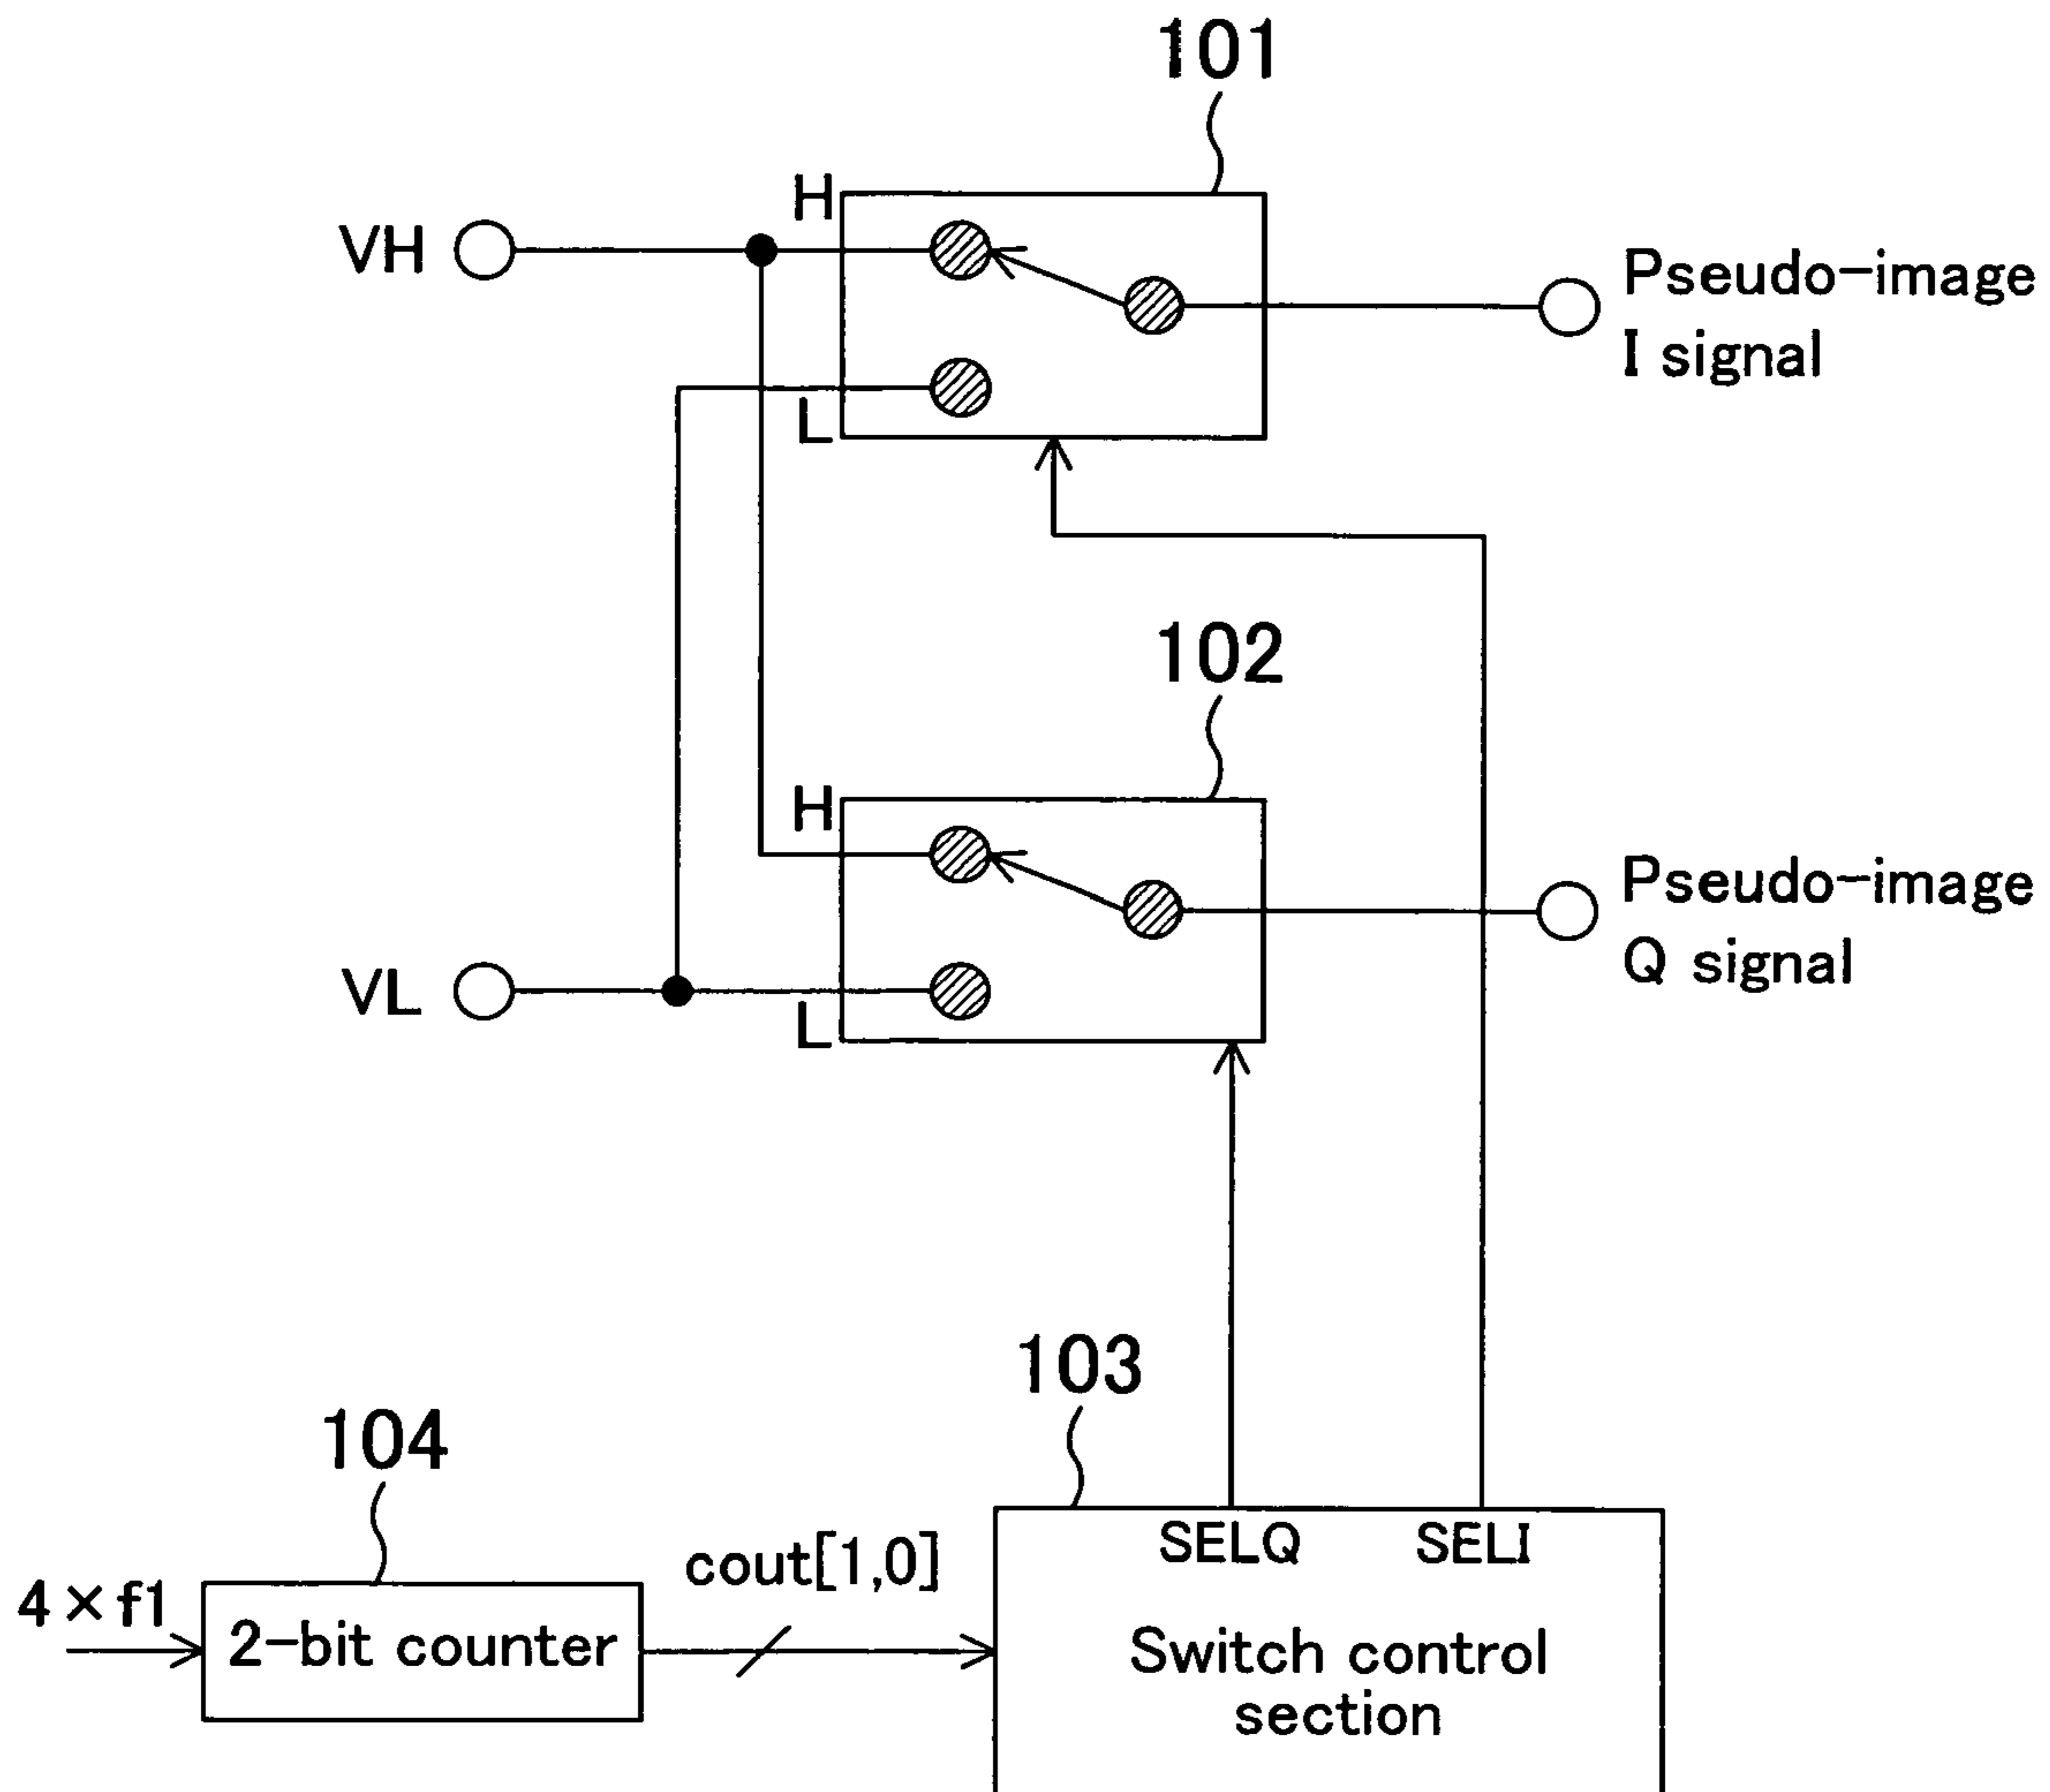 101
H
VH
Pseudo-image
I signal
L
102
H
Pseudo-image
Q signal
VL
L
103
104
SELQ SELI
cout[1,0]
4×f1
2-bit counter
Switch control
section